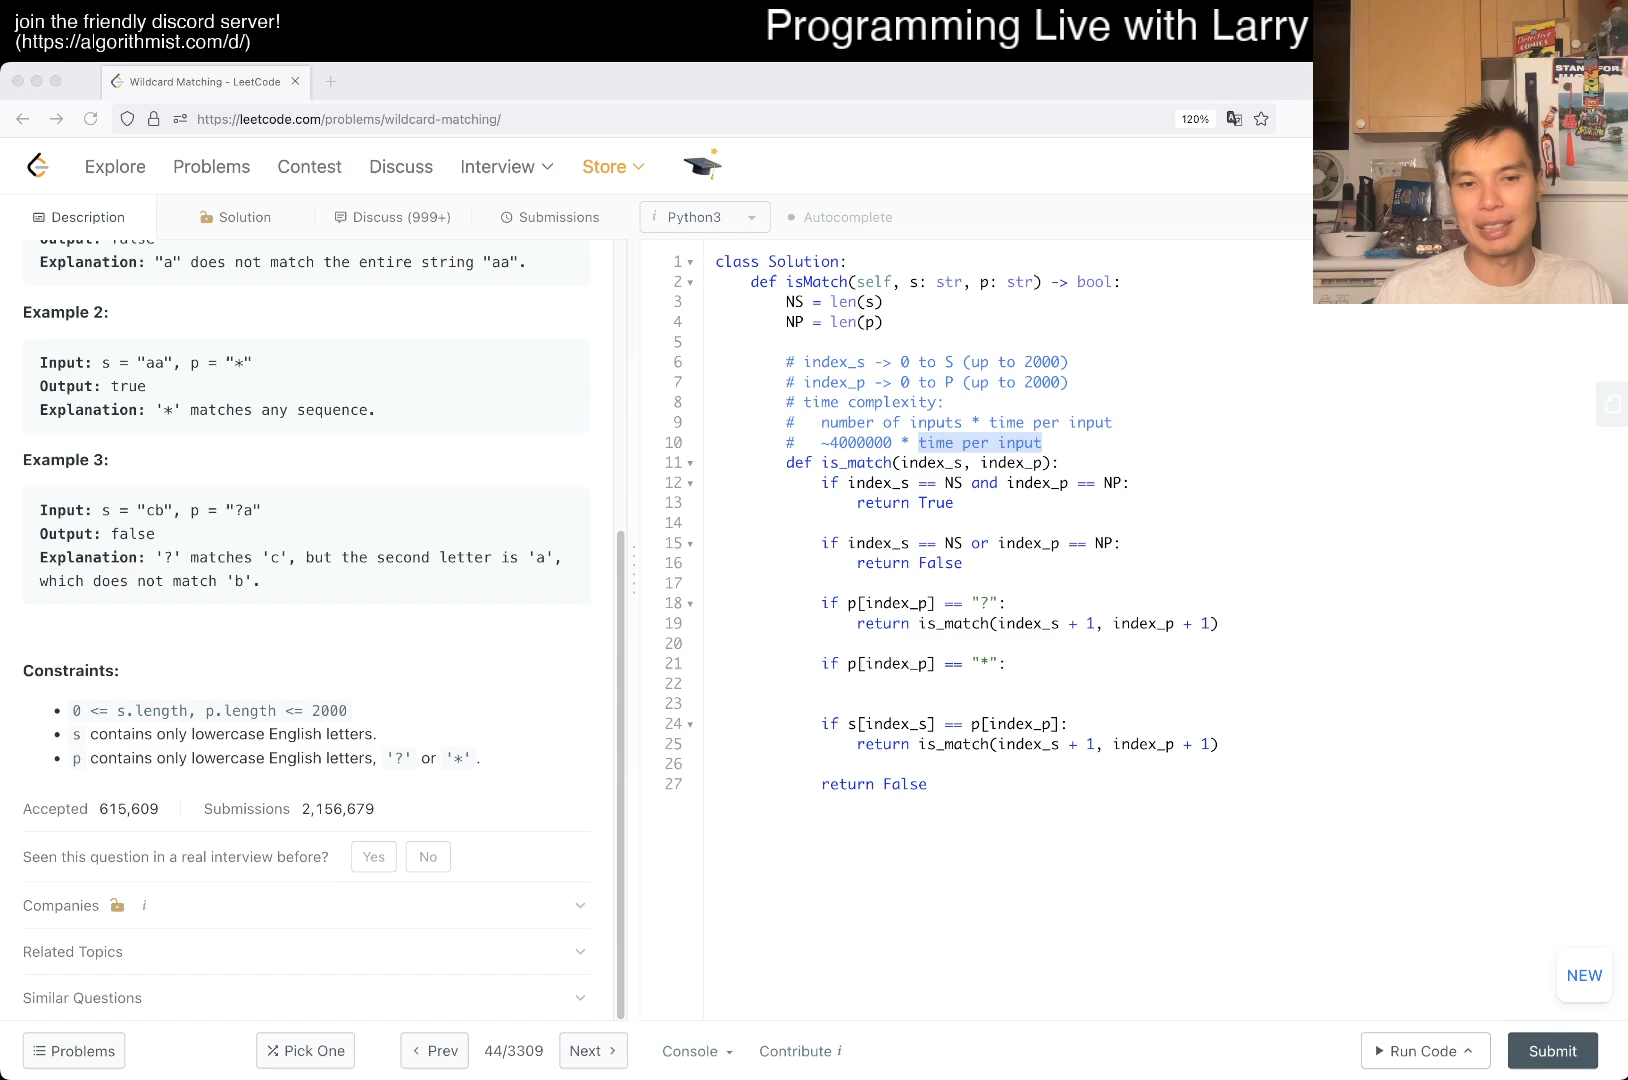 join the friendly discord server!
(https://algorithmist.com/d/)
Programming Live with Larry
Wildcard Matching - LeetCode
https://leetcode.com/problems/wildcard-matching/
120%
Explore
Problems
Contest
Discuss
Interview
Store
Description
Solution
Discuss (999+)
Submissions
i Python3
Autocomplete
Explanation: "a" does not match the entire string "aa".
Example 2:
Input: s = "aa", p = "*"
Output: true
Explanation: '*' matches any sequence.
Example 3:
Input: s = "cb", p = "?a"
Output: false
Explanation: '?' matches 'c', but the second letter is 'a',
which does not match 'b'.
Constraints:
• 0 <= s.length, p.length <= 2000
• s contains only lowercase English letters.
• p contains only lowercase English letters, '?' or '*'.
Accepted 615,609
Submissions 2,156,679
Seen this question in a real interview before?
Yes
No
Companies i
Related Topics
Similar Questions
1 class Solution:
2 def isMatch(self, s: str, p: str) -> bool:
3 NS = len(s)
4 NP = len(p)
5
6 # index_s -> 0 to S (up to 2000)
7 # index_p -> 0 to P (up to 2000)
8 # time complexity:
9 # number of inputs * time per input
10 # ~4000000 * time per input
11 def is_match(index_s, index_p):
12 if index_s == NS and index_p == NP:
13 return True
14
15 if index_s == NS or index_p == NP:
16 return False
17
18 if p[index_p] == "?":
19 return is_match(index_s + 1, index_p + 1)
20
21 if p[index_p] == "*":
22
23
24 if s[index_s] == p[index_p]:
25 return is_match(index_s + 1, index_p + 1)
26
27 return False
NEW
Problems
Pick One
Prev
44/3309
Next
Console
Contribute i
Run Code
Submit